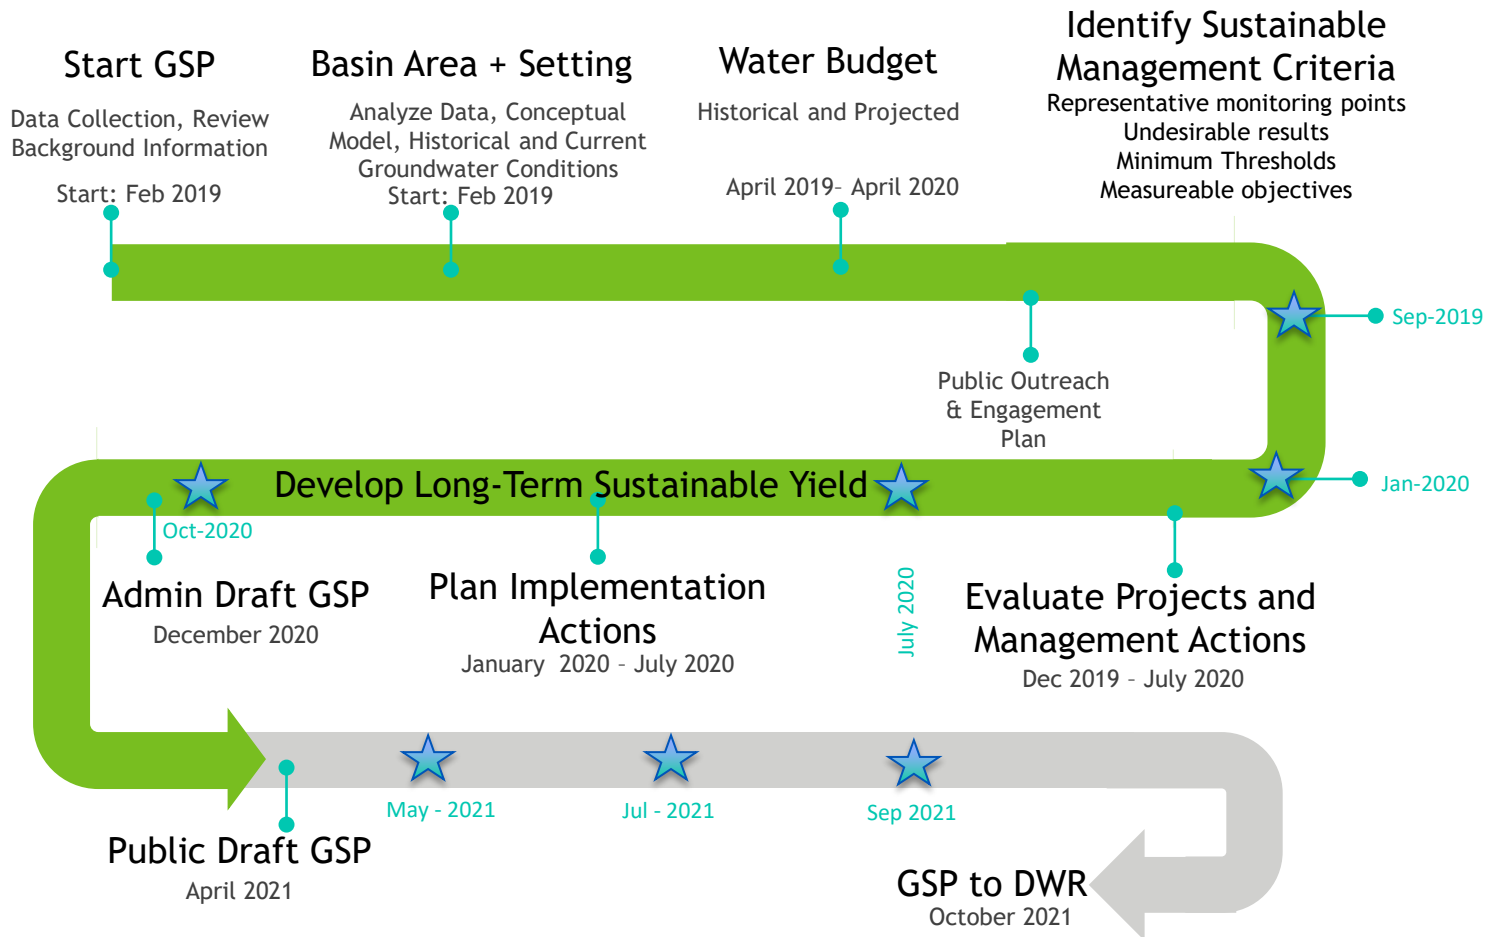 Start GSP
Data Collection, Review
Background Information
Start: Feb 2019
Basin Area + Setting
Analyze Data, Conceptual
Model, Historical and Current
Groundwater Conditions
Start: Feb 2019
Water Budget
Historical and Projected
April 2019– April 2020
Identify Sustainable
Management Criteria
Representative monitoring points
Undesirable results
Minimum Thresholds
Measureable objectives
Sep-2019
Public Outreach
& Engagement
Plan
Jan-2020
Develop Long-Term Sustainable Yield
Oct-2020
Admin Draft GSP
December 2020
Plan Implementation
Actions
January 2020 – July 2020
July 2020
Evaluate Projects and
Management Actions
Dec 2019 – July 2020
May - 2021
Jul - 2021
Sep 2021
Public Draft GSP
April 2021
GSP to DWR
October 2021